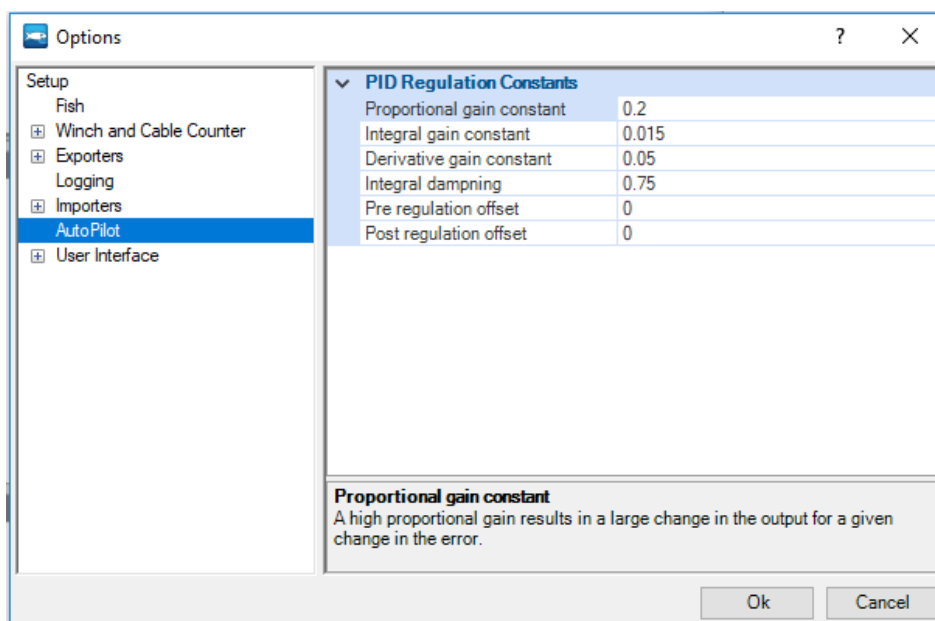 Options
Setup
Fish
Winch and Cable Counter
Exporters
Logging
Importers
AutoPilot
User Interface
PID Regulation Constants
Proportional gain constant 0.2
Integral gain constant 0.015
Derivative gain constant 0.05
Integral dampning 0.75
Pre regulation offset 0
Post regulation offset 0
Proportional gain constant
A high proportional gain results in a large change in the output for a given
change in the error.
Ok Cancel